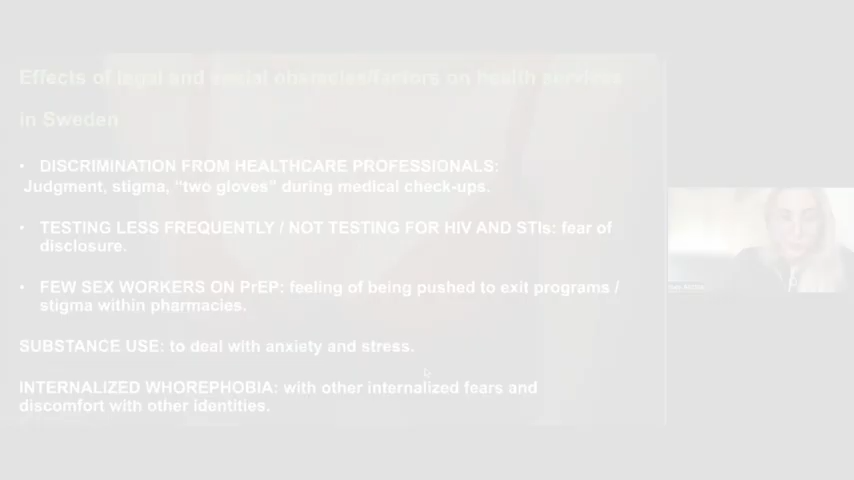 Effects of legal and social obstacles/factors on health services
in Sweden
• DISCRIMINATION FROM HEALTHCARE PROFESSIONALS:
Judgment, stigma, “two gloves” during medical check-ups.
• TESTING LESS FREQUENTLY / NOT TESTING FOR HIV AND STIs: fear of
disclosure.
• FEW SEX WORKERS ON PrEP: feeling of being pushed to exit programs /
stigma within pharmacies.
SUBSTANCE USE: to deal with anxiety and stress.
INTERNALIZED WHOREPHOBIA: with other internalized fears and
discomfort with other identities.